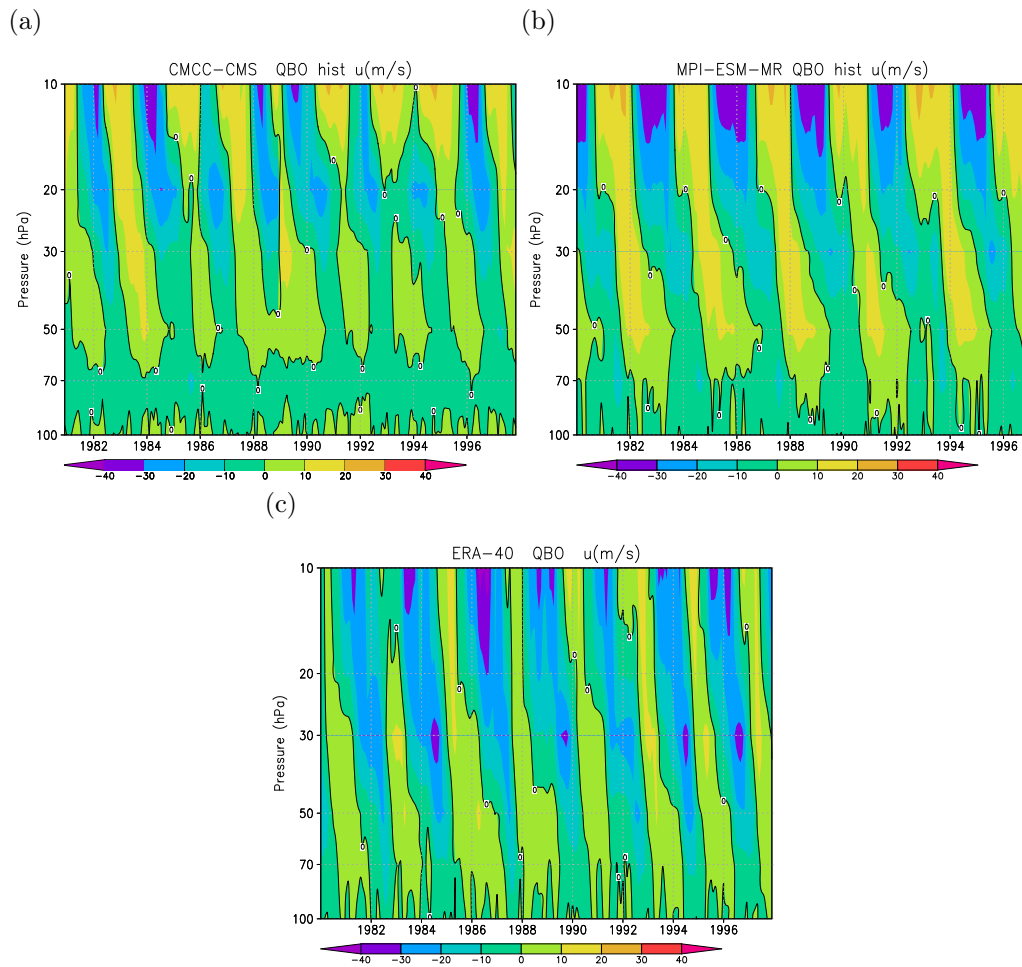 (a)
(b)
CMCC-CMS QBO hist u(m/s)
MPI-ESM-MR QBO hist u(m/s)
Pressure (hPa)
10
20
30
50
70
100
1982 1984 1986 1988 1990 1992 1994 1996
-40 -30 -20 -10 0 10 20 30 40
Pressure (hPa)
10
20
30
50
70
100
1982 1984 1986 1988 1990 1992 1994 1996
-40 -30 -20 -10 0 10 20 30 40
(c)
ERA-40 QBO u(m/s)
Pressure (hPa)
10
20
30
50
70
100
1982 1984 1986 1988 1990 1992 1994 1996
-40 -30 -20 -10 0 10 20 30 40